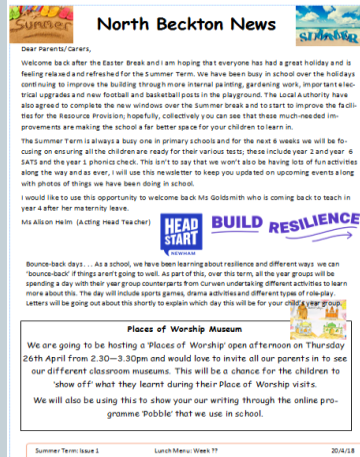 Summer
North Beckton News
SUMMER
Dear Parents/Carers,
Welcome back after the Easter Break and I am hoping that everyone has had a great holiday and is
feeling relaxed and refreshed for the Summer Term. We have been busy in school over the holidays
continuing to improve the building through more internal painting, gardening work, important elec-
trical upgrades and new football and basketball posts in the playground. The Local Authority have
also agreed to complete the new windows over the Summer break and to start to improve the facili-
ties for the Resource Provision; hopefully, collectively you can see that these much-needed im-
provements are making the school a far better space for your children to learn in.
The Summer Term is always a busy one in primary schools and for the next 6 weeks we will be fo-
cusing on ensuring all the children are ready for their various tests; these include year 2 and year 6
SATS and the year 1 phonics check. This isn't to say that we won't also be having lots of fun activities
along the way and as ever, I will use this newsletter to keep you updated on upcoming events along
with photos of things we have been doing in school.
I would like to use this opportunity to welcome back Ms Goldsmith who is coming back to teach in
year 4 after her maternity leave.
Ms Alison Helm (Acting Head Teacher)
HEAD
START
NEWHAM
BUILD RESILIENCE
Bounce-back days . . . As a school, we have been learning about resilience and different ways we can
'bounce-back' if things aren't going to well. As part of this, over this term, all the year groups will be
spending a day with their year group counterparts from Curwen undertaking different activities to learn
more about this. The day will include sports games, drama activities and different types of role-play.
Letters will be going out about this shortly to explain which day this will be for your child's year group.
Places of Worship Museum
We are going to be hosting a 'Places of Worship' open afternoon on Thursday
26th April from 2.30—3.30pm and would love to invite all our parents in to see
our different classroom museums. This will be a chance for the children to
'show off' what they learnt during their Place of Worship visits.
We will also be using this to show your our writing through the online pro-
gramme 'Pobble' that we use in school.
Summer Term: Issue 1 Lunch Menu: Week ?? 20/4/18